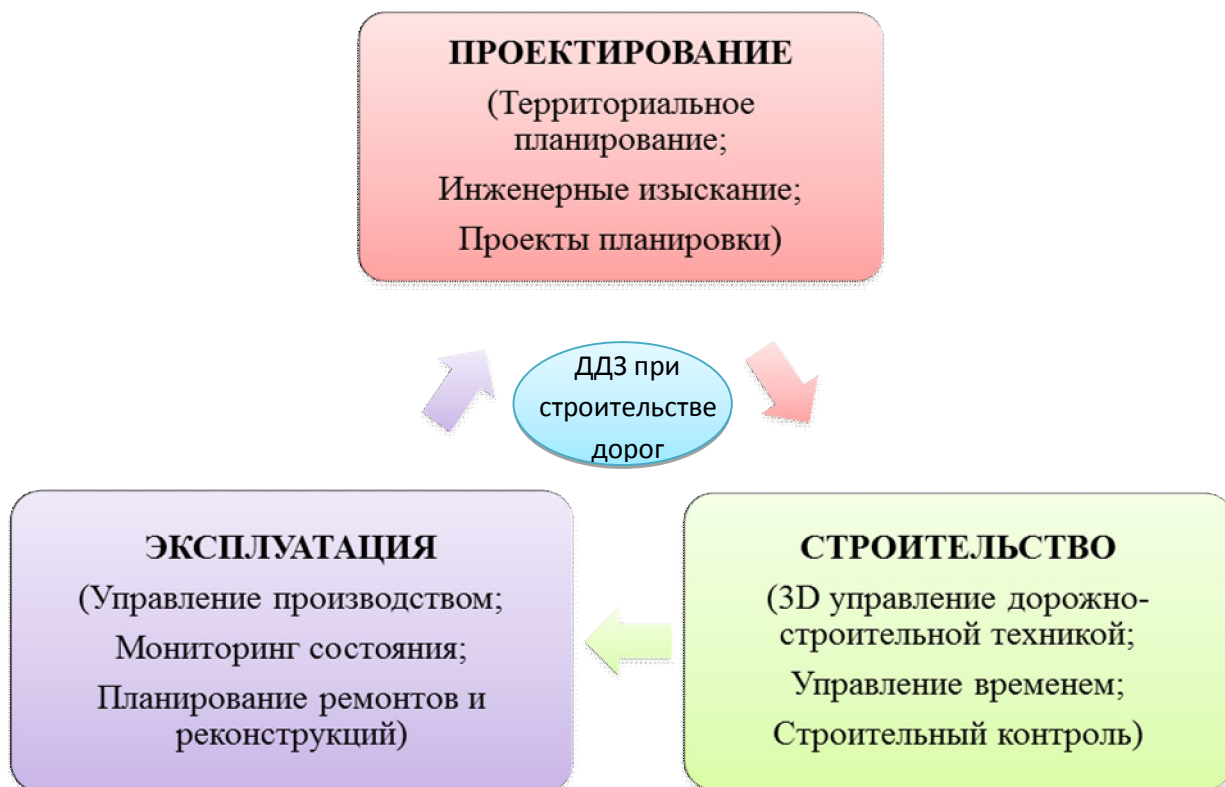 ПРОЕКТИРОВАНИЕ
(Территориальное
планирование;
Инженерные изыскание;
Проекты планировки)
ДДЗ при
строительстве
дорог
ЭКСПЛУАТАЦИЯ
(Управление производством;
Мониторинг состояния;
Планирование ремонтов и
реконструкций)
СТРОИТЕЛЬСТВО
(3D управление дорожно-
строительной техникой;
Управление временем;
Строительный контроль)